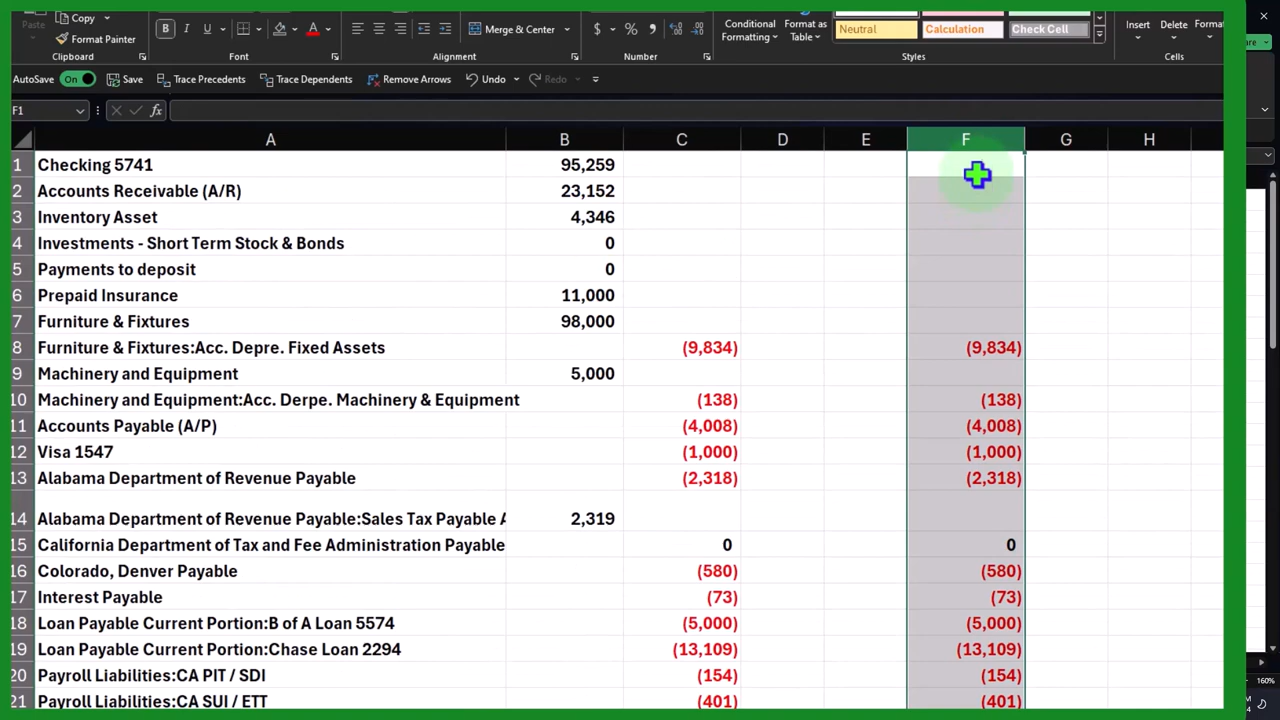 Copy
Format Painter
Clipboard
B I U
Font
Merge & Center
Alignment
$ % ,
Number
Conditional Formatting
Format as Table
Neutral
Calculation
Check Cell
Styles
Insert
Delete
Cells
AutoSave On Save Trace Precedents Trace Dependents Remove Arrows Undo Redo
F1 fx
A B C D E F G H
1 Checking 5741 95,259
2 Accounts Receivable (A/R) 23,152
3 Inventory Asset 4,346
4 Investments - Short Term Stock & Bonds 0
5 Payments to deposit 0
6 Prepaid Insurance 11,000
7 Furniture & Fixtures 98,000
8 Furniture & Fixtures:Acc. Depre. Fixed Assets (9,834) (9,834)
9 Machinery and Equipment 5,000
10 Machinery and Equipment:Acc. Derpe. Machinery & Equipment (138) (138)
11 Accounts Payable (A/P) (4,008) (4,008)
12 Visa 1547 (1,000) (1,000)
13 Alabama Department of Revenue Payable (2,318) (2,318)
14 Alabama Department of Revenue Payable:Sales Tax Payable 2,319
15 California Department of Tax and Fee Administration Payable 0 0
16 Colorado, Denver Payable (580) (580)
17 Interest Payable (73) (73)
18 Loan Payable Current Portion:B of A Loan 5574 (5,000) (5,000)
19 Loan Payable Current Portion:Chase Loan 2294 (13,109) (13,109)
20 Payroll Liabilities:CA PIT / SDI (154) (154)
21 Payroll Liabilities:CA SUI / ETT (401) (401)
160%